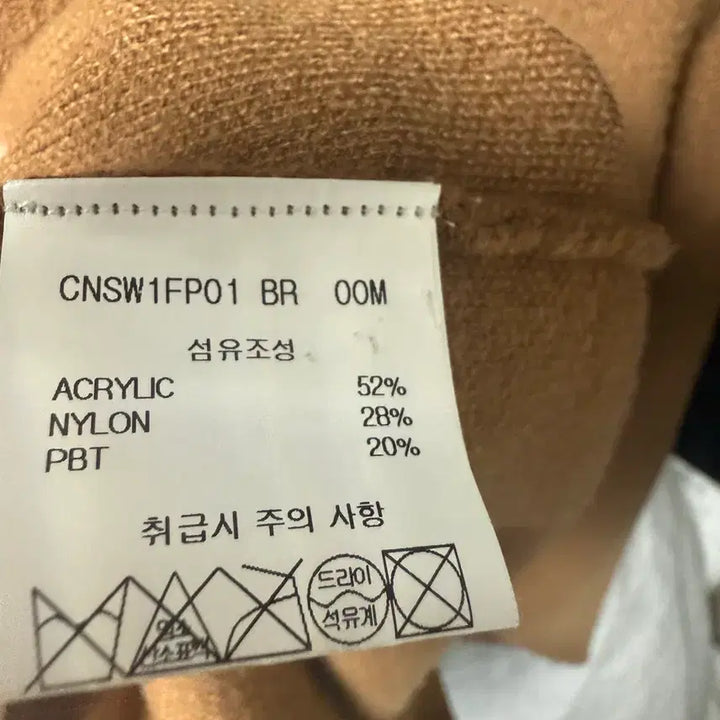 CNSW1FP01 BR 00M
섬유조성
ACRYLIC 52%
NYLON 28%
PBT 20%
취급시 주의 사항
드라이
석유계